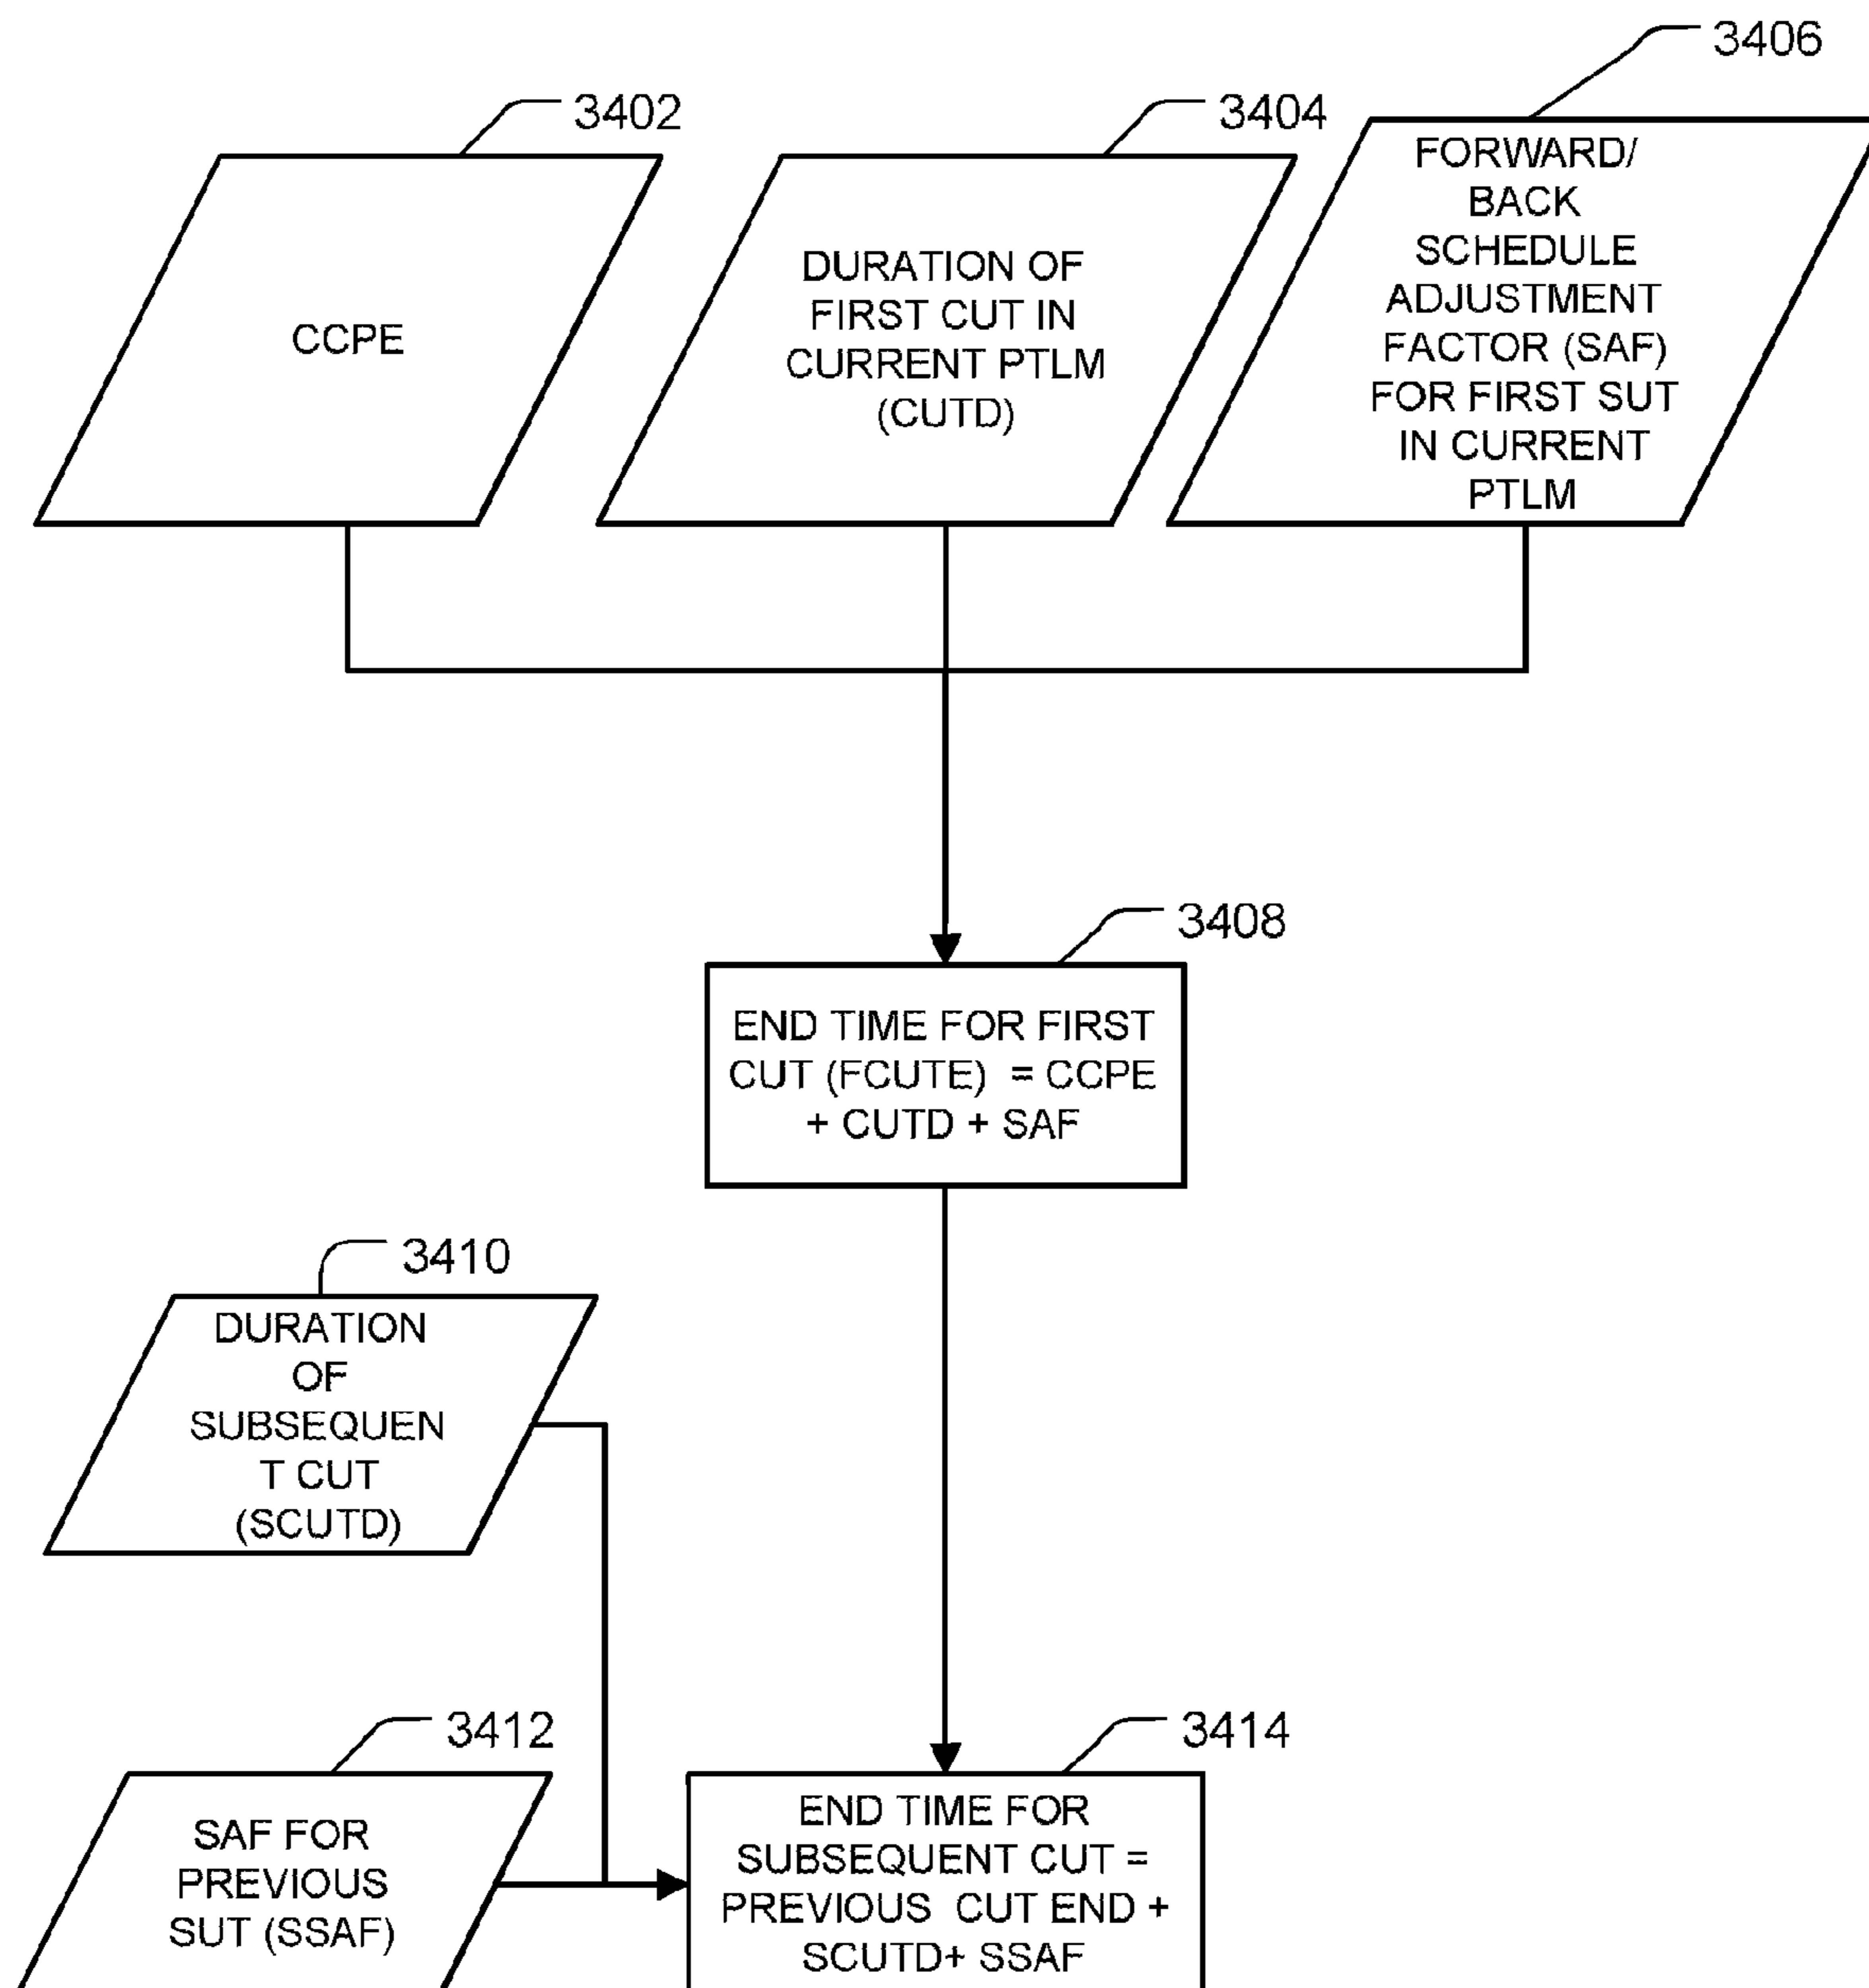 3406
3402
3404
FORWARD/
BACK
SCHEDULE
ADJUSTMENT
FACTOR (SAF)
FOR FIRST SUT
IN CURRENT
PTLM
CCPE
DURATION OF
FIRST CUT IN
CURRENT PTLM
(CUTD)
3408
END TIME FOR FIRST
CUT (FCUTE) = CCPE
+ CUTD + SAF
3410
DURATION
OF
SUBSEQUEN
T CUT
(SCUTD)
3412
SAF FOR
PREVIOUS
SUT (SSAF)
3414
END TIME FOR
SUBSEQUENT CUT =
PREVIOUS CUT END +
SCUTD+ SSAF